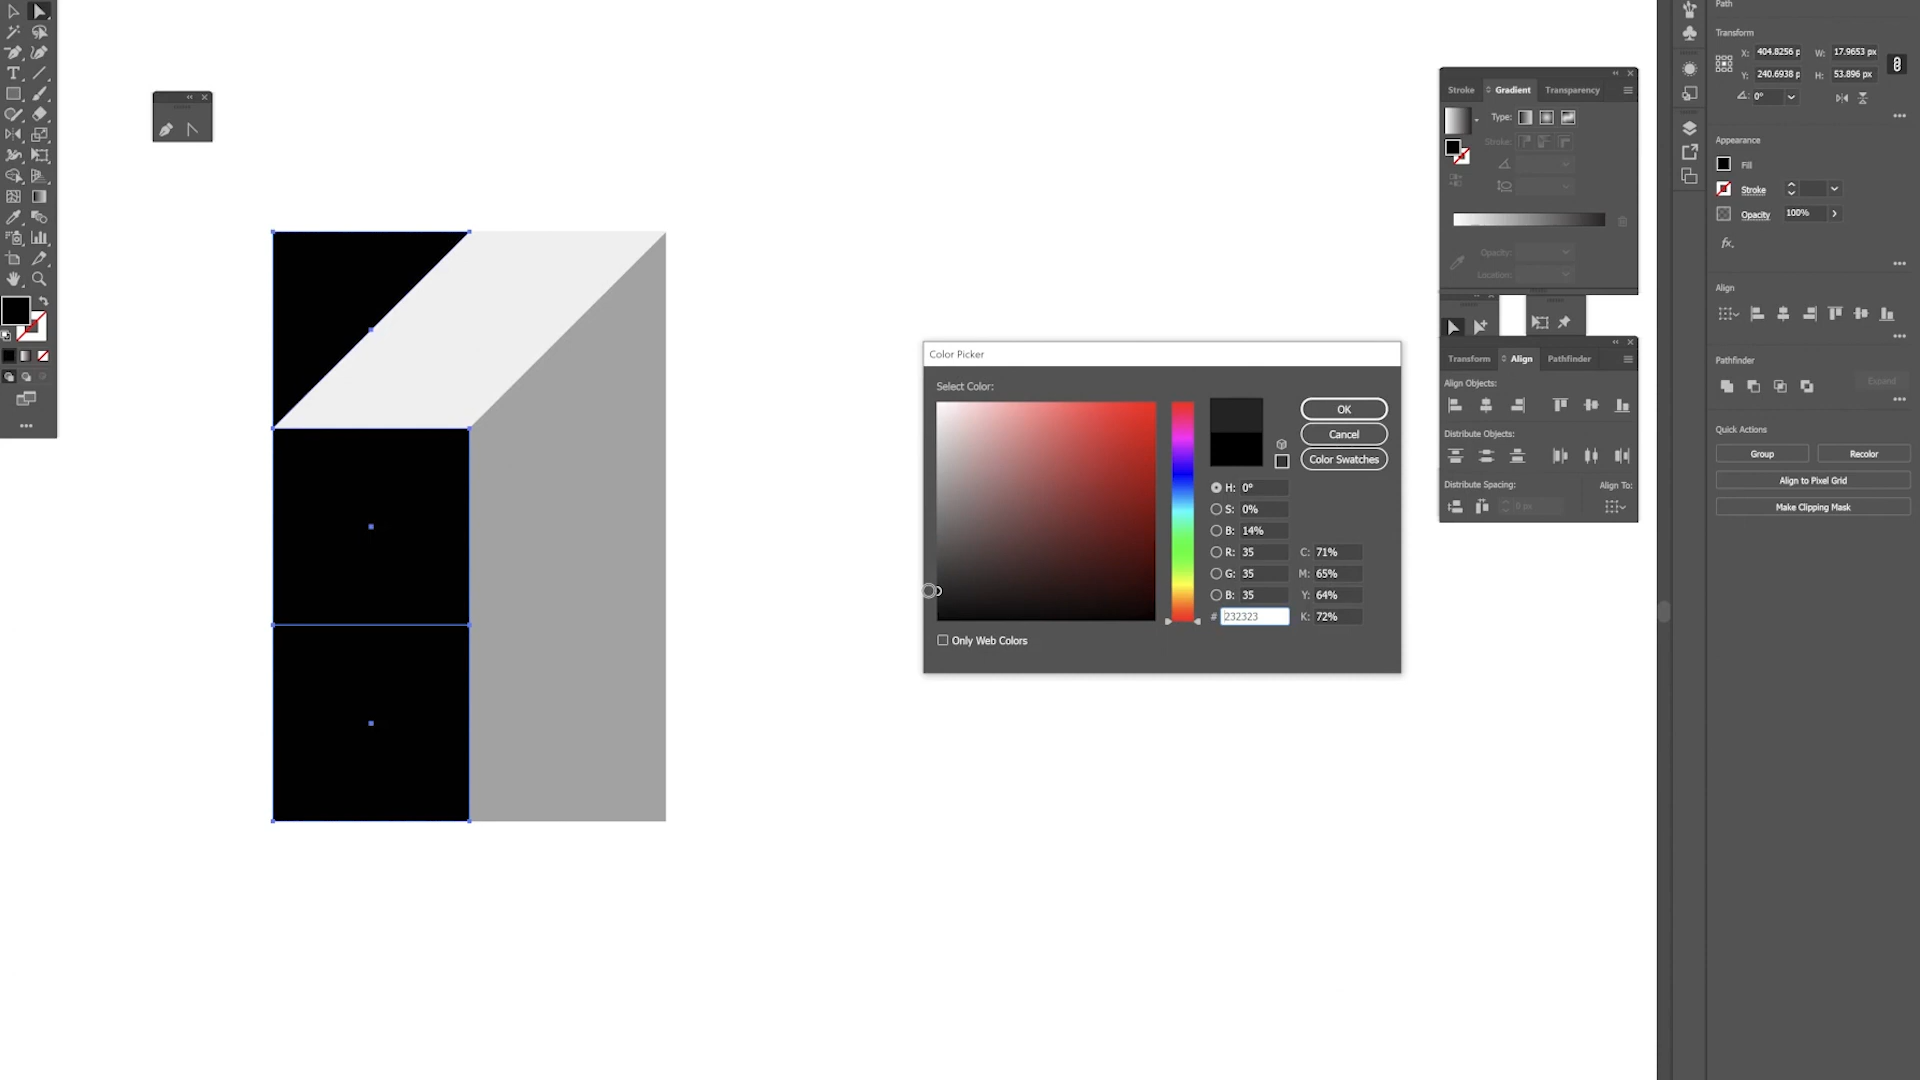 Path
Transform
X: 404.8256 p W: 17.9653 px
Y: 240.6938 p H: 53.896 px
0°
Appearance
Fill
Stroke
Opacity 100%
fx.
Align
Pathfinder
Expand
Quick Actions
Group Recolor
Align to Pixel Grid
Make Clipping Mask
Stroke Gradient Transparency
Type:
Stroke:
Opacity:
Location:
Transform Align Pathfinder
Align Objects:
Distribute Objects:
Distribute Spacing: Align To:
0 px
Color Picker
Select Color:
OK
Cancel
Color Swatches
H: 0°
S: 0%
B: 14%
R: 35 C: 71%
G: 35 M: 65%
B: 35 Y: 64%
# 232323 K: 72%
Only Web Colors